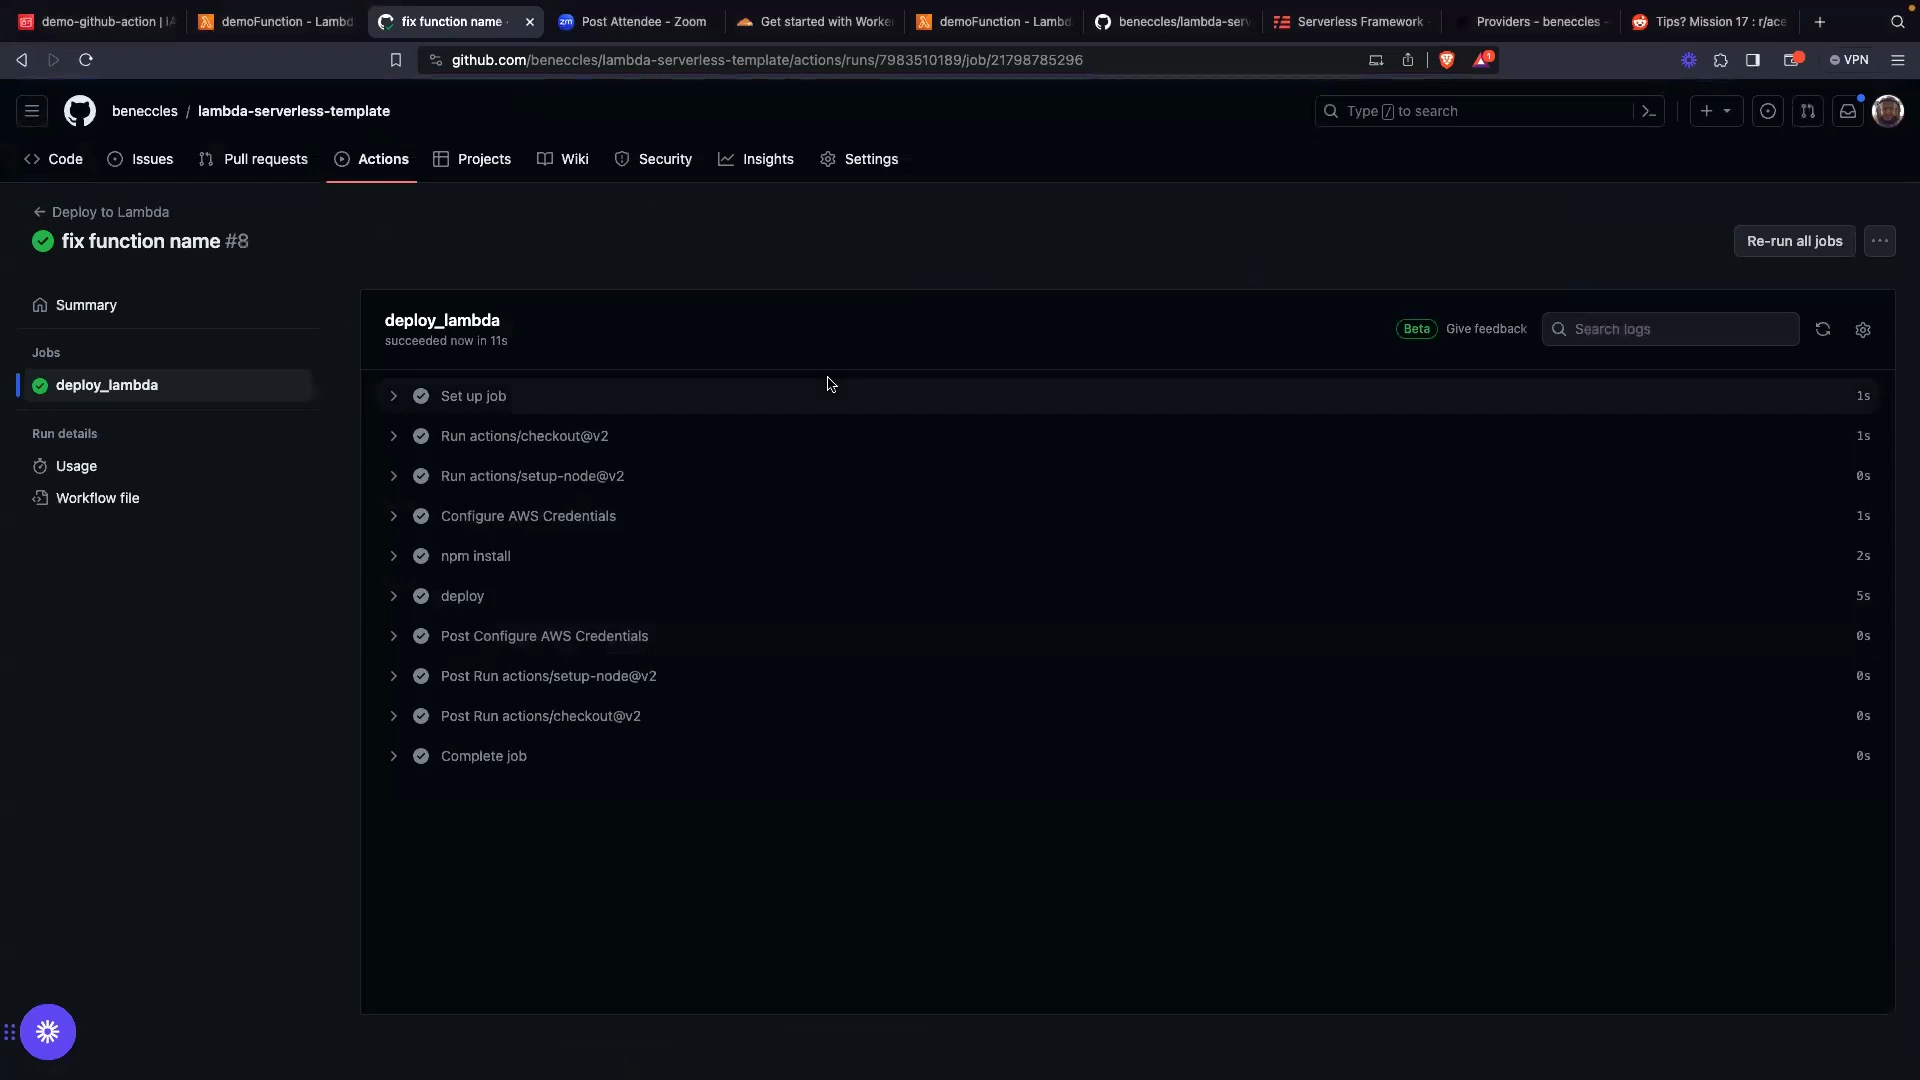 demo-github-action | IA
demoFunction - Lambd
fix function name
Post Attendee - Zoom
Get started with Worke
demoFunction - Lambd
beneccles/lambda-serv
Serverless Framework
Providers - beneccles -
Tips? Mission 17 : r/ace
github.com/beneccles/lambda-serverless-template/actions/runs/7983510189/job/21798785296
1
VPN
beneccles / lambda-serverless-template
Type / to search
Code
Issues
Pull requests
Actions
Projects
Wiki
Security
Insights
Settings
Deploy to Lambda
fix function name #8
Re-run all jobs
Summary
Jobs
deploy_lambda
Run details
Usage
Workflow file
deploy_lambda
succeeded now in 11s
Beta
Give feedback
Search logs
Set up job 1s
Run actions/checkout@v2 1s
Run actions/setup-node@v2 0s
Configure AWS Credentials 1s
npm install 2s
deploy 5s
Post Configure AWS Credentials 0s
Post Run actions/setup-node@v2 0s
Post Run actions/checkout@v2 0s
Complete job 0s